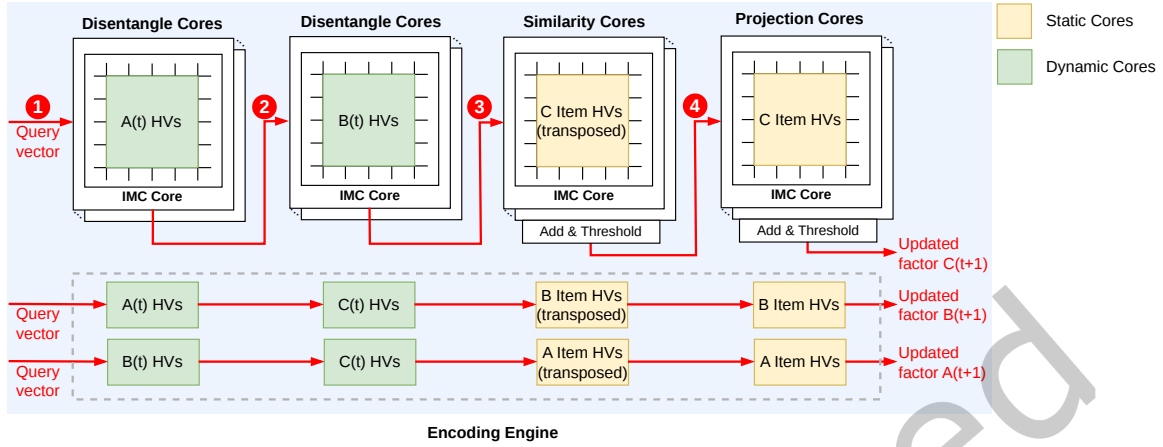 Disentangle Cores
Disentangle Cores
Similarity Cores
Projection Cores
Static Cores
Dynamic Cores
1
Query
vector
A(t) HVs
IMC Core
2
B(t) HVs
IMC Core
3
C Item HVs
(transposed)
IMC Core
Add & Threshold
4
C Item HVs
IMC Core
Add & Threshold
Updated
factor C(t+1)
Query
vector
A(t) HVs
C(t) HVs
B Item HVs
(transposed)
B Item HVs
Updated
factor B(t+1)
Query
vector
B(t) HVs
C(t) HVs
A Item HVs
(transposed)
A Item HVs
Updated
factor A(t+1)
Encoding Engine